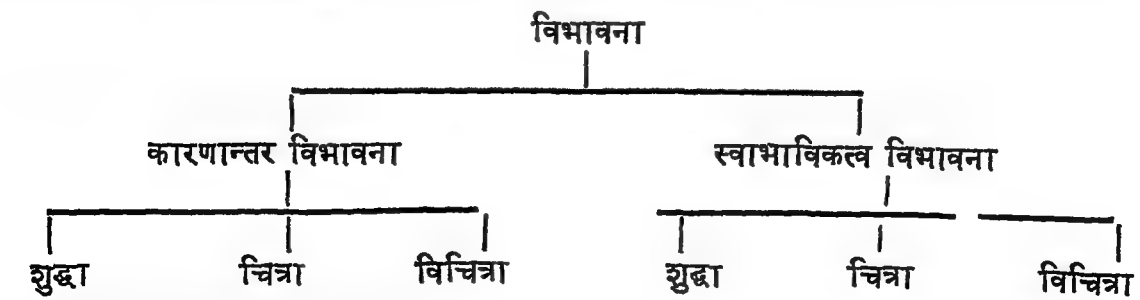 विभावना
कारणान्तर विभावना स्वाभाविकत्व विभावना
शुद्धा चित्रा विचित्रा शुद्धा चित्रा विचित्रा